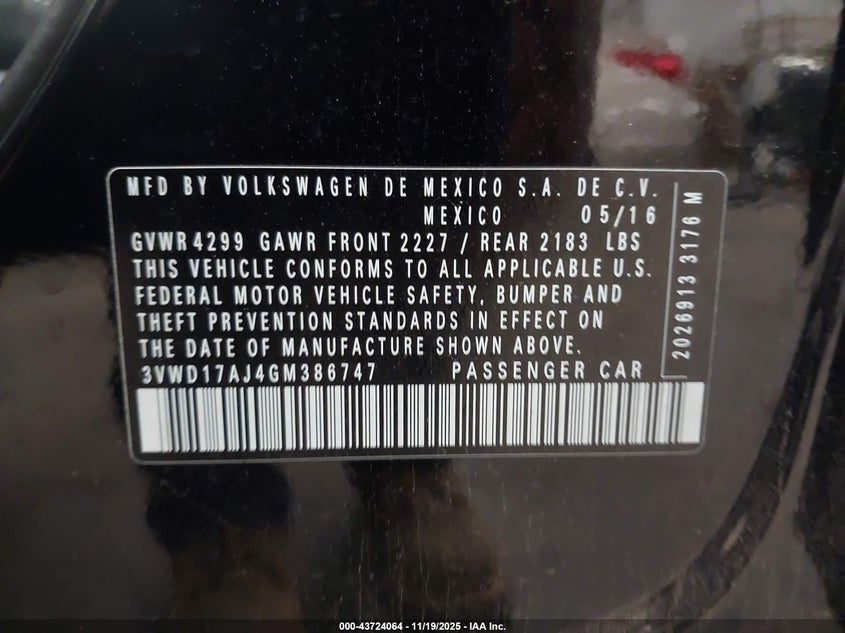 MFD BY VOLKSWAGEN DE MEXICO S.A. DE C.V.
MEXICO 05/16
GVWR 4299 GAWR FRONT 2227 / REAR 2183 LBS
THIS VEHICLE CONFORMS TO ALL APPLICABLE U.S.
FEDERAL MOTOR VEHICLE SAFETY, BUMPER AND
THEFT PREVENTION STANDARDS IN EFFECT ON
THE DATE OF MANUFACTURE SHOWN ABOVE.
3VWD17AJ4GM386747 PASSENGER CAR
2026913 3176 M
000-43724064 - 11/19/2025 - IAA Inc.